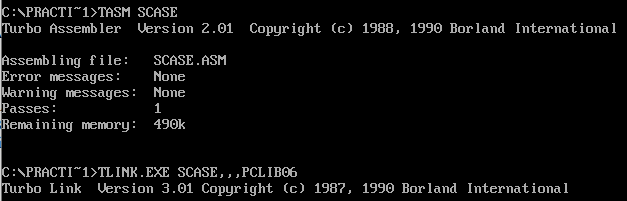 C:\PRACTI~1>TASM SCASE
Turbo Assembler  Version 2.01  Copyright (c) 1988, 1990 Borland International
Assembling file:   SCASE.ASM
Error messages:    None
Warning messages:  None
Passes:            1
Remaining memory:  490k
C:\PRACTI~1>TLINK.EXE SCASE,,,PCLIB06
Turbo Link  Version 3.01 Copyright (c) 1987, 1990 Borland International